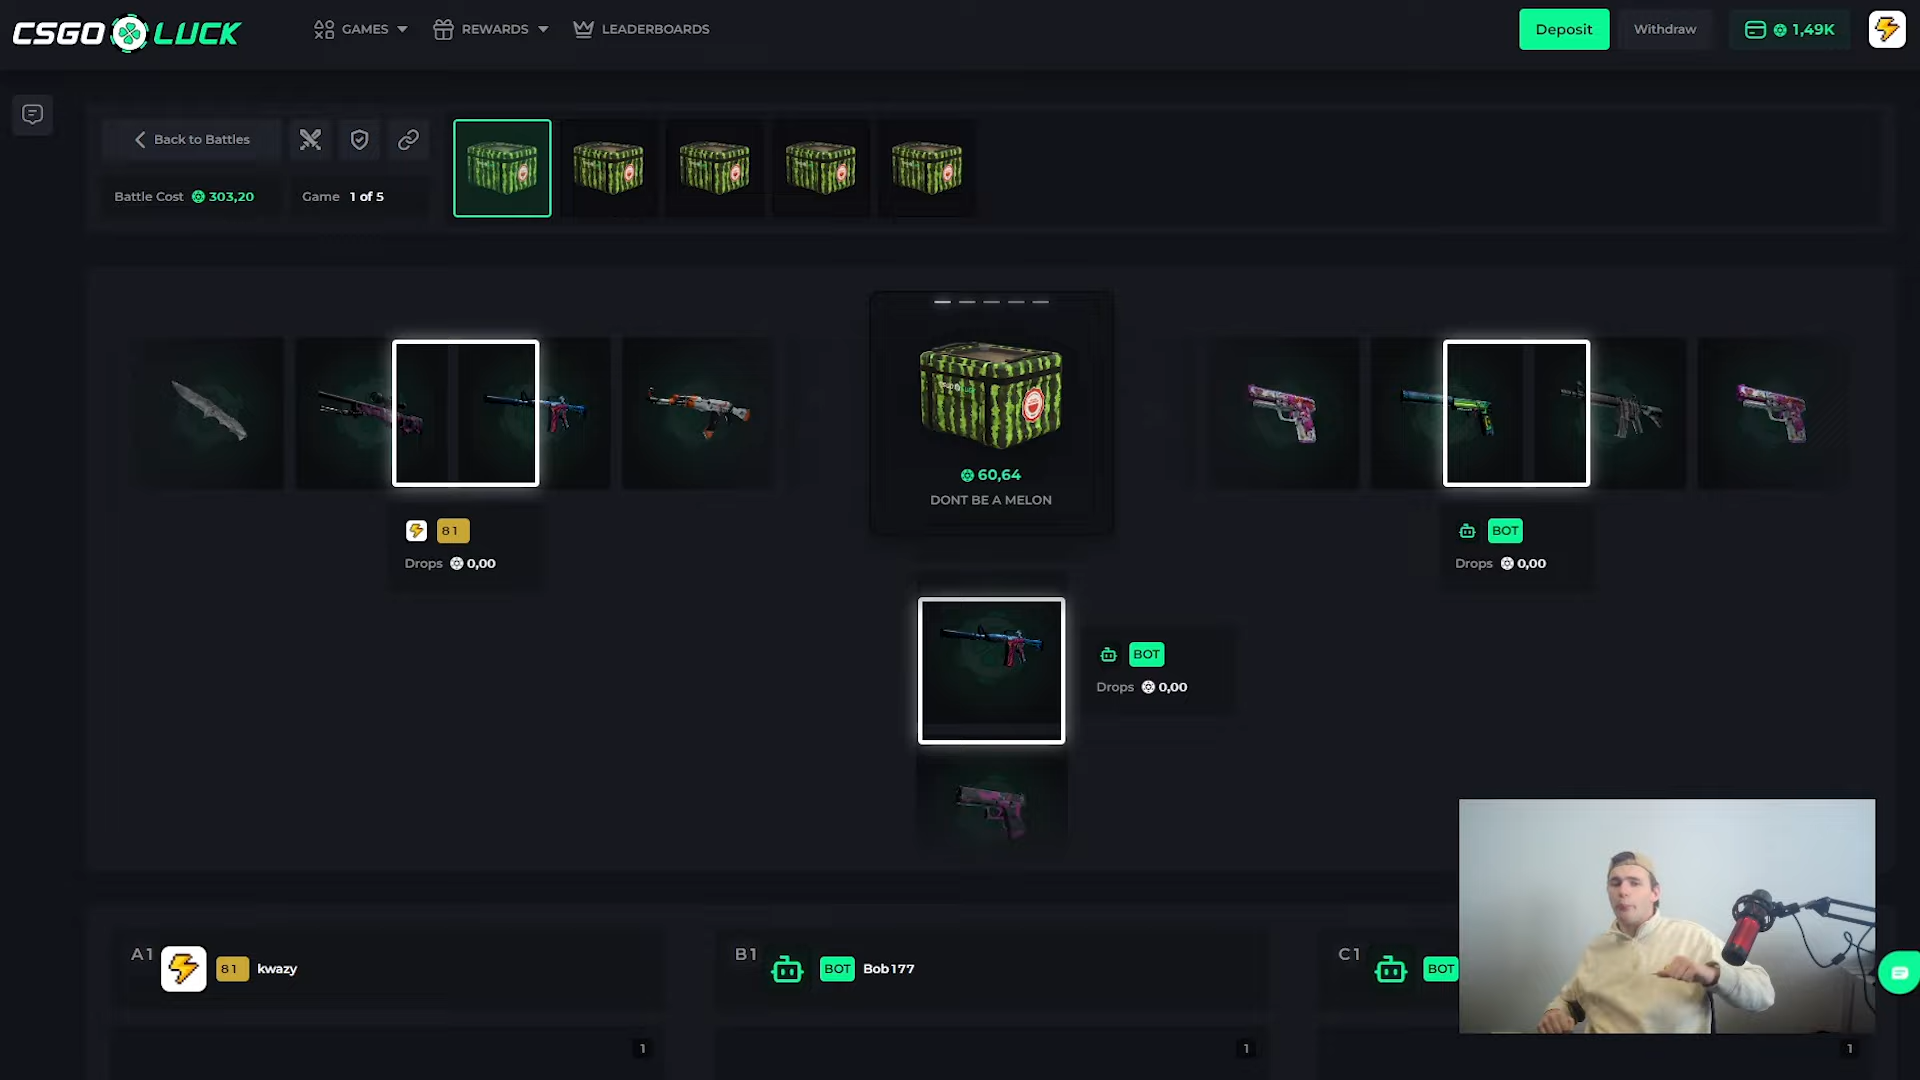 CSGO LUCK
GAMES
REWARDS
LEADERBOARDS
Deposit
Withdraw
1,49K
Back to Battles
Battle Cost 303,20
Game 1 of 5
60,64
DONT BE A MELON
81
Drops 0,00
BOT
Drops 0,00
BOT
Drops 0,00
A1 81 kwazy
B1 BOT Bob177
C1 BOT
1
1
1